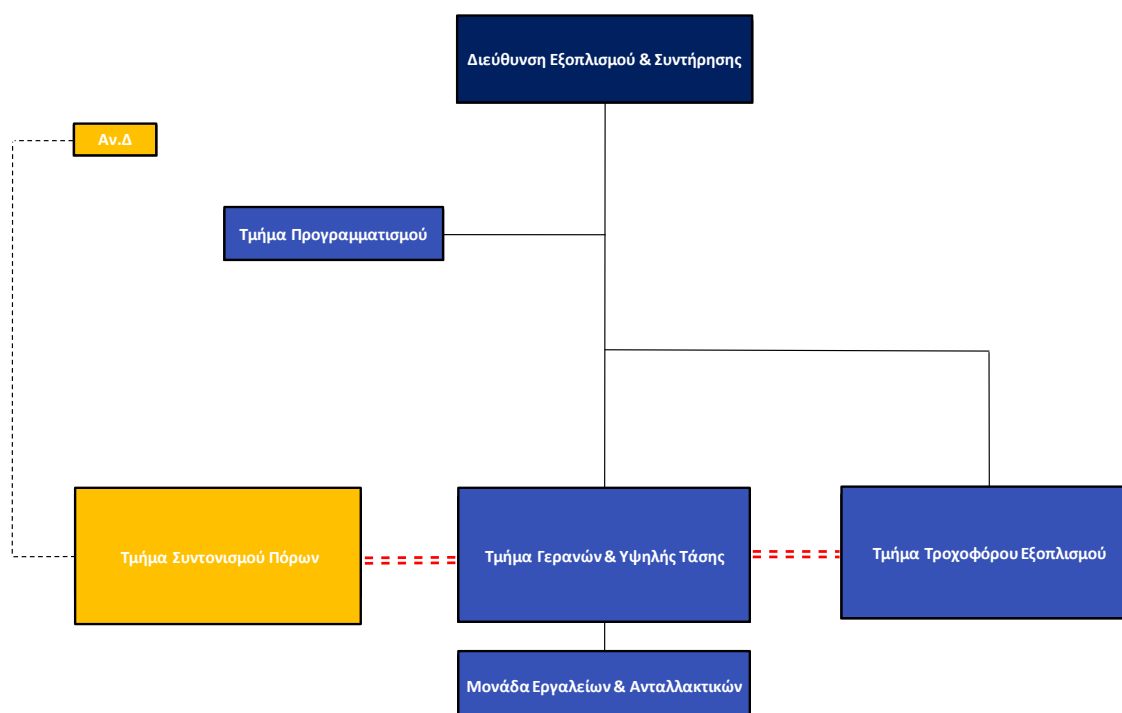 Διεύθυνση Εξοπλισμού & Συντήρησης
Αν.Δ
Τμήμα Προγραμματισμού
Τμήμα Συντονισμού Πόρων
Τμήμα Γερανών & Υψηλής Τάσης
Τμήμα Τροχοφόρου Εξοπλισμού
Μονάδα Εργαλείων & Ανταλλακτικών